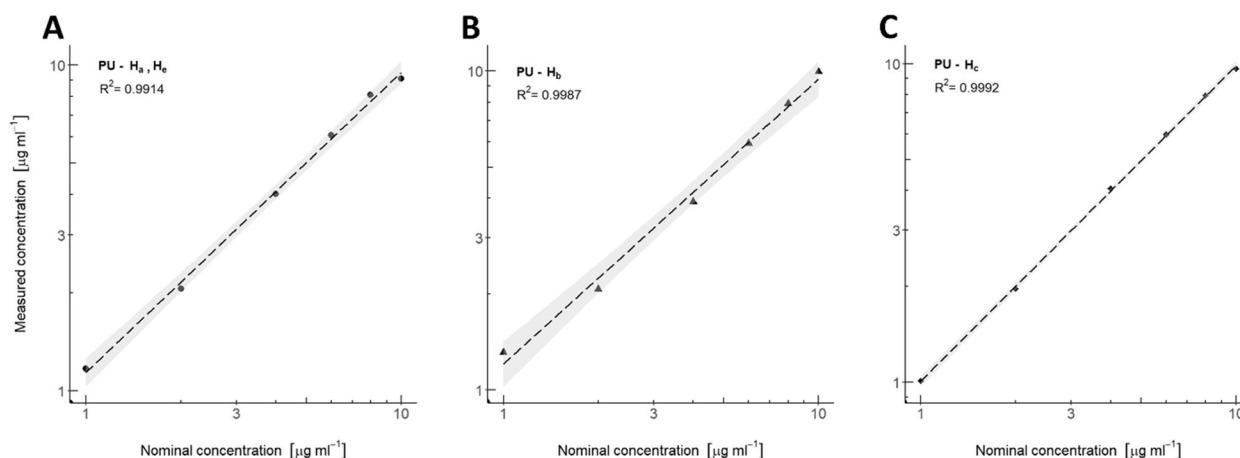 A
PU - Ha , He
R²= 0.9914
10
3
1
1
3
10
Measured concentration [µg ml⁻¹]
Nominal concentration [µg ml⁻¹]
B
PU - Hb
R²= 0.9987
10
3
1
1
3
10
Nominal concentration [µg ml⁻¹]
C
PU - Hc
R²= 0.9992
10
3
1
1
3
10
Nominal concentration [µg ml⁻¹]